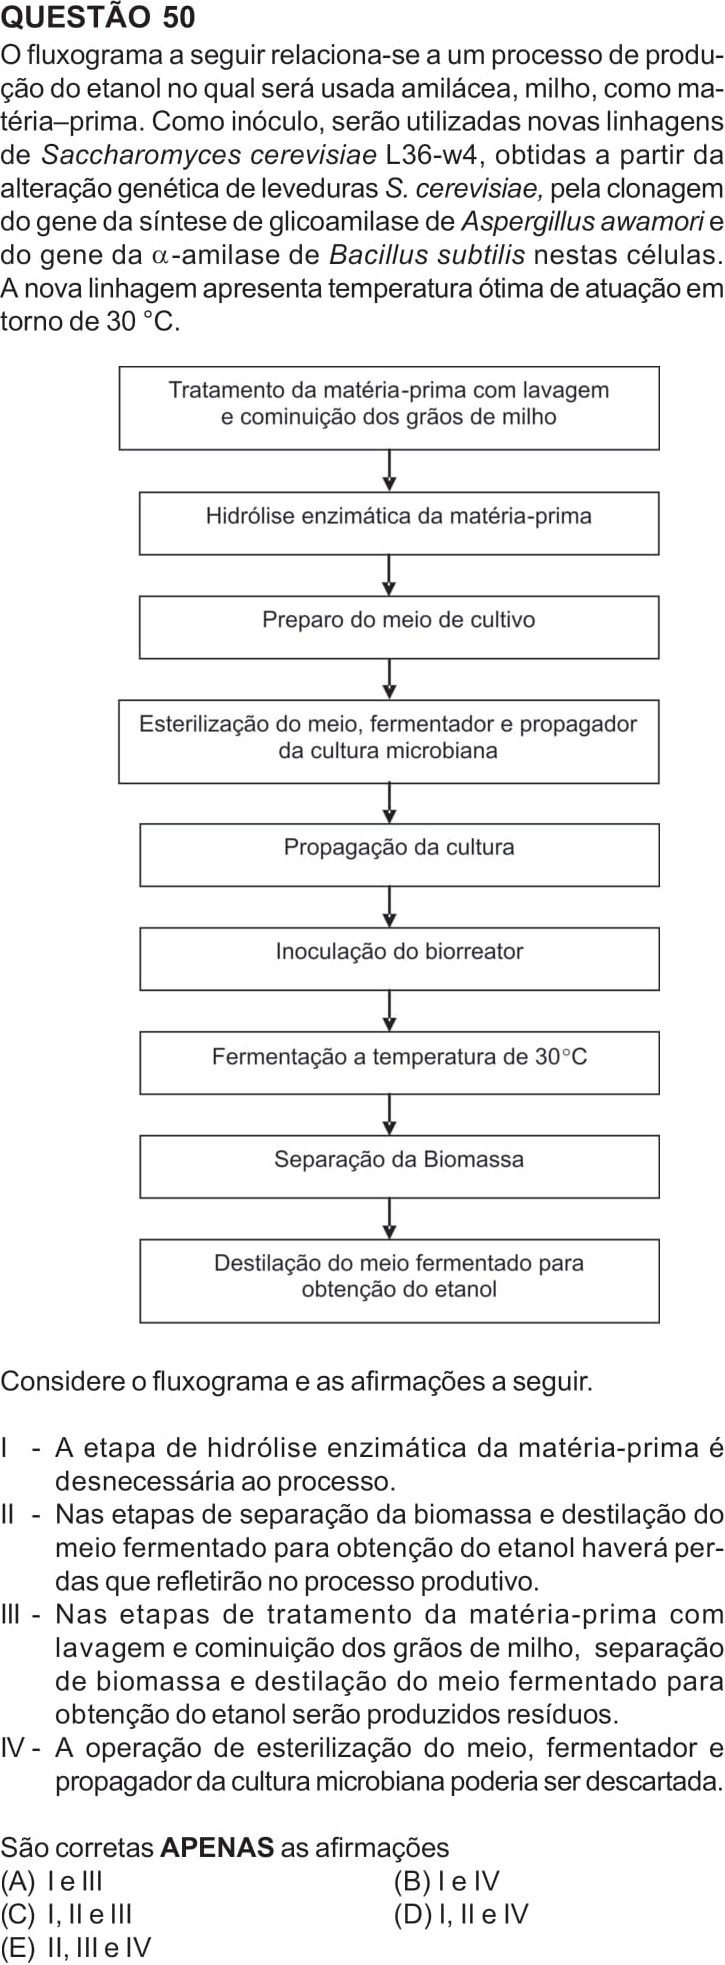 QUESTÃO 50
O fluxograma a seguir relaciona-se a um processo de produ-
ção do etanol no qual será usada amilácea, milho, como ma-
téria–prima. Como inóculo, serão utilizadas novas linhagens
de Saccharomyces cerevisiae L36-w4, obtidas a partir da
alteração genética de leveduras S. cerevisiae, pela clonagem
do gene da síntese de glicoamilase de Aspergillus awamori e
do gene da α-amilase de Bacillus subtilis nestas células.
A nova linhagem apresenta temperatura ótima de atuação em
torno de 30 °C.
Tratamento da matéria-prima com lavagem
e cominuição dos grãos de milho
Hidrólise enzimática da matéria-prima
Preparo do meio de cultivo
Esterilização do meio, fermentador e propagador
da cultura microbiana
Propagação da cultura
Inoculação do biorreator
Fermentação a temperatura de 30°C
Separação da Biomassa
Destilação do meio fermentado para
obtenção do etanol
Considere o fluxograma e as afirmações a seguir.
I - A etapa de hidrólise enzimática da matéria-prima é
desnecessária ao processo.
II - Nas etapas de separação da biomassa e destilação do
meio fermentado para obtenção do etanol haverá per-
das que refletirão no processo produtivo.
III - Nas etapas de tratamento da matéria-prima com
lavagem e cominuição dos grãos de milho, separação
de biomassa e destilação do meio fermentado para
obtenção do etanol serão produzidos resíduos.
IV - A operação de esterilização do meio, fermentador e
propagador da cultura microbiana poderia ser descartada.
São corretas APENAS as afirmações
(A) I e III (B) I e IV
(C) I, II e III (D) I, II e IV
(E) II, III e IV